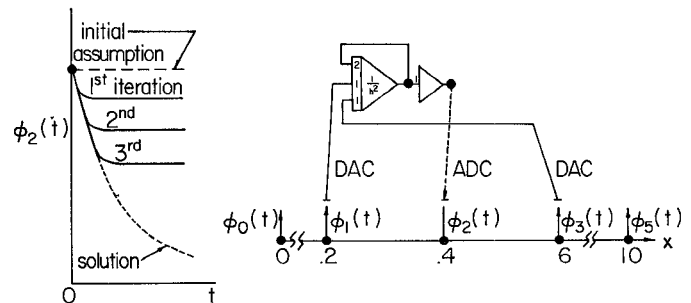 initial
assumption
1st iteration
2nd
3rd
ϕ2(t)
solution
0
t
2
1
1
1/h²
1
DAC
ADC
DAC
ϕ0(t)
ϕ1(t)
ϕ2(t)
ϕ3(t)
ϕ5(t)
0
.2
.4
6
10
x